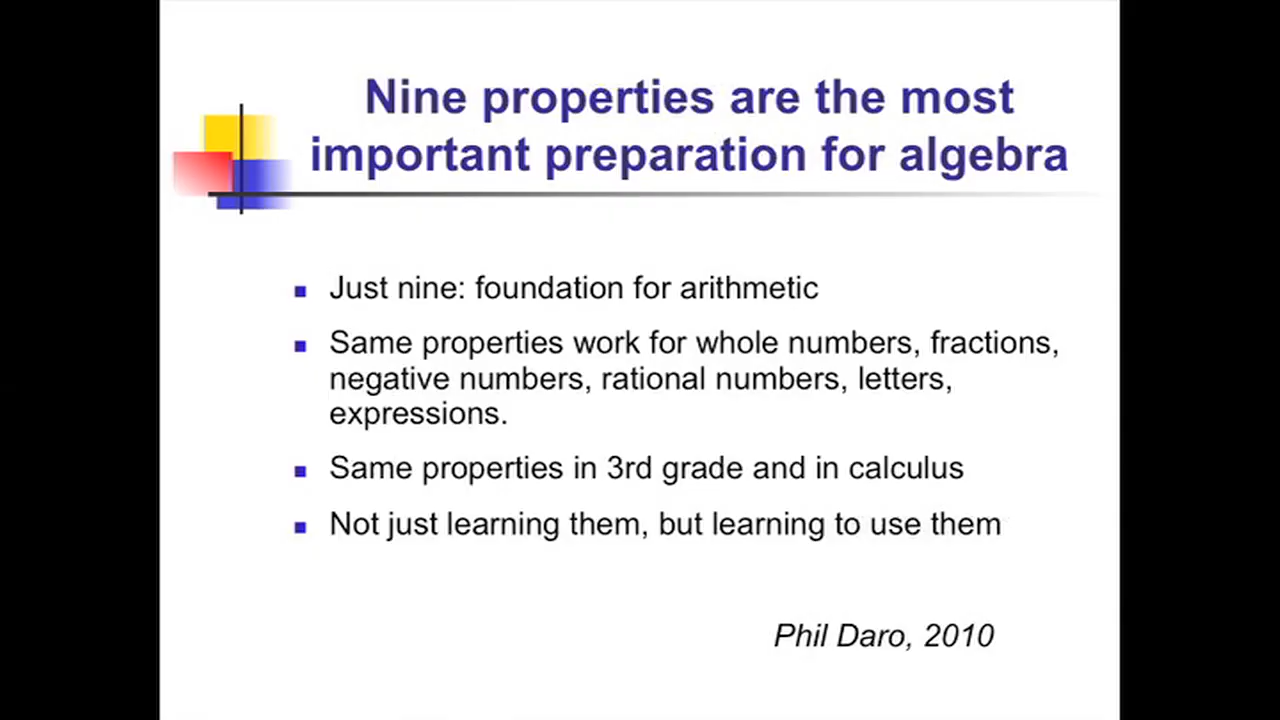 Nine properties are the most
important preparation for algebra
Just nine: foundation for arithmetic
Same properties work for whole numbers, fractions,
negative numbers, rational numbers, letters,
expressions.
Same properties in 3rd grade and in calculus
Not just learning them, but learning to use them
Phil Daro, 2010